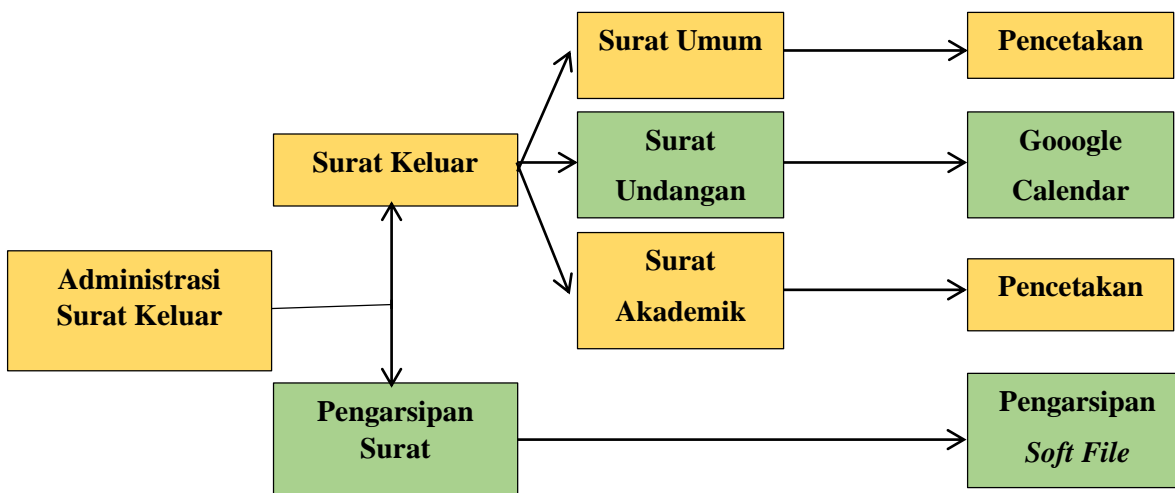 Surat Umum
Pencetakan
Surat Keluar
Surat
Undangan
Gooogle
Calendar
Administrasi
Surat Keluar
Surat
Akademik
Pencetakan
Pengarsipan
Surat
Pengarsipan
Soft File